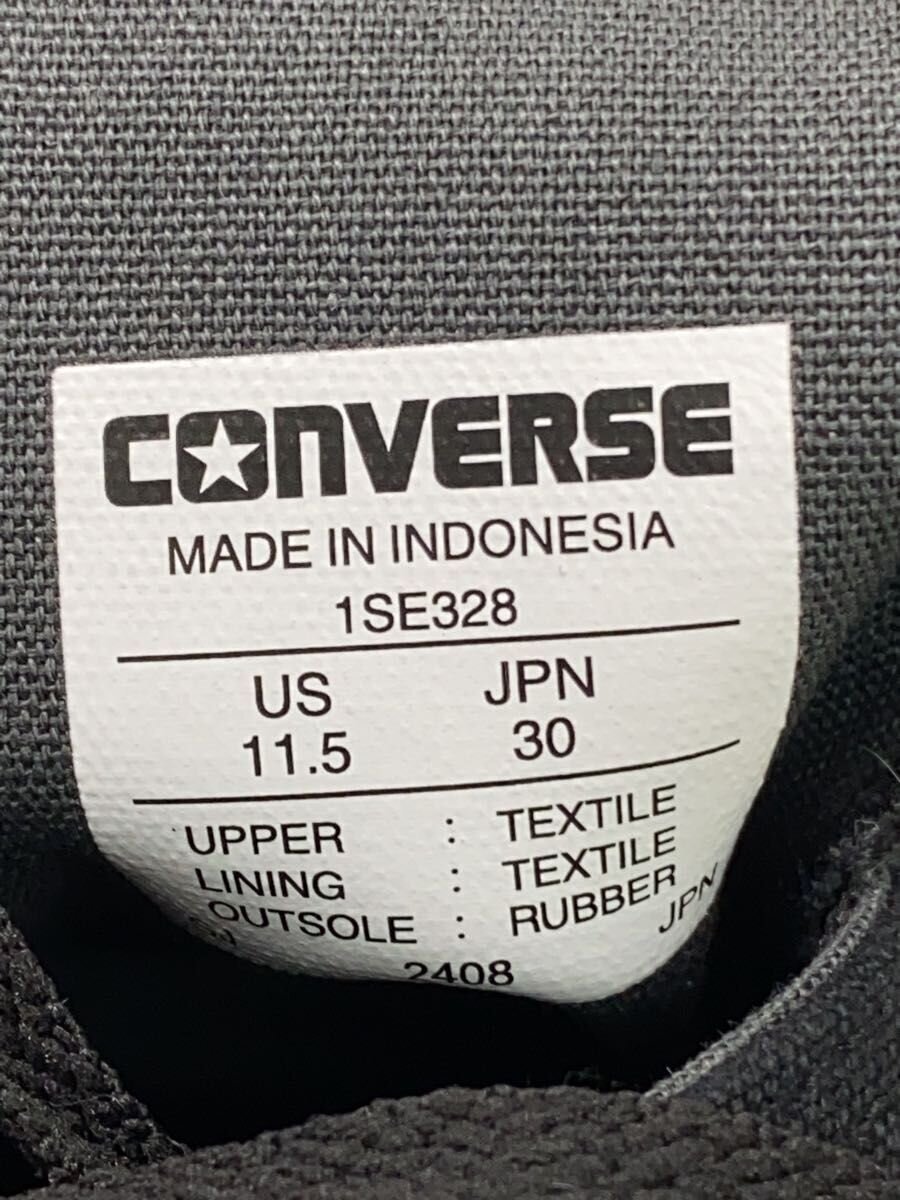 CONVERSE
MADE IN INDONESIA
1SE328
US JPN
11.5 30
UPPER : TEXTILE
LINING : TEXTILE
OUTSOLE : RUBBER
2408 JPN